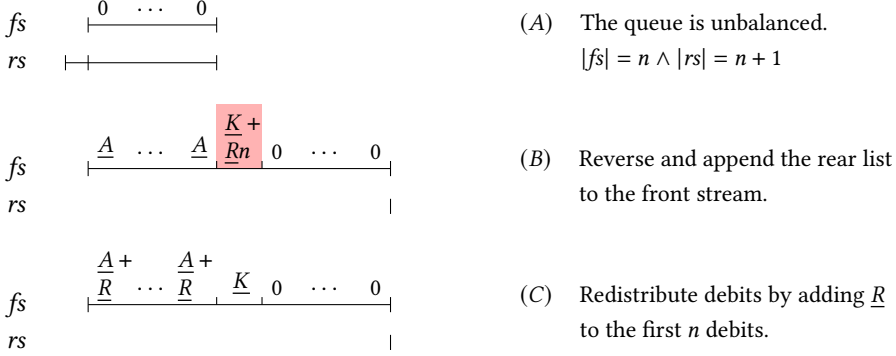 0 ··· 0
fs
rs
(A) The queue is unbalanced.
|fs| = n ∧ |rs| = n + 1
K +
A ··· A Rn 0 ··· 0
fs
rs
(B) Reverse and append the rear list
to the front stream.
A + A +
R ··· R K 0 ··· 0
fs
rs
(C) Redistribute debits by adding R
to the first n debits.